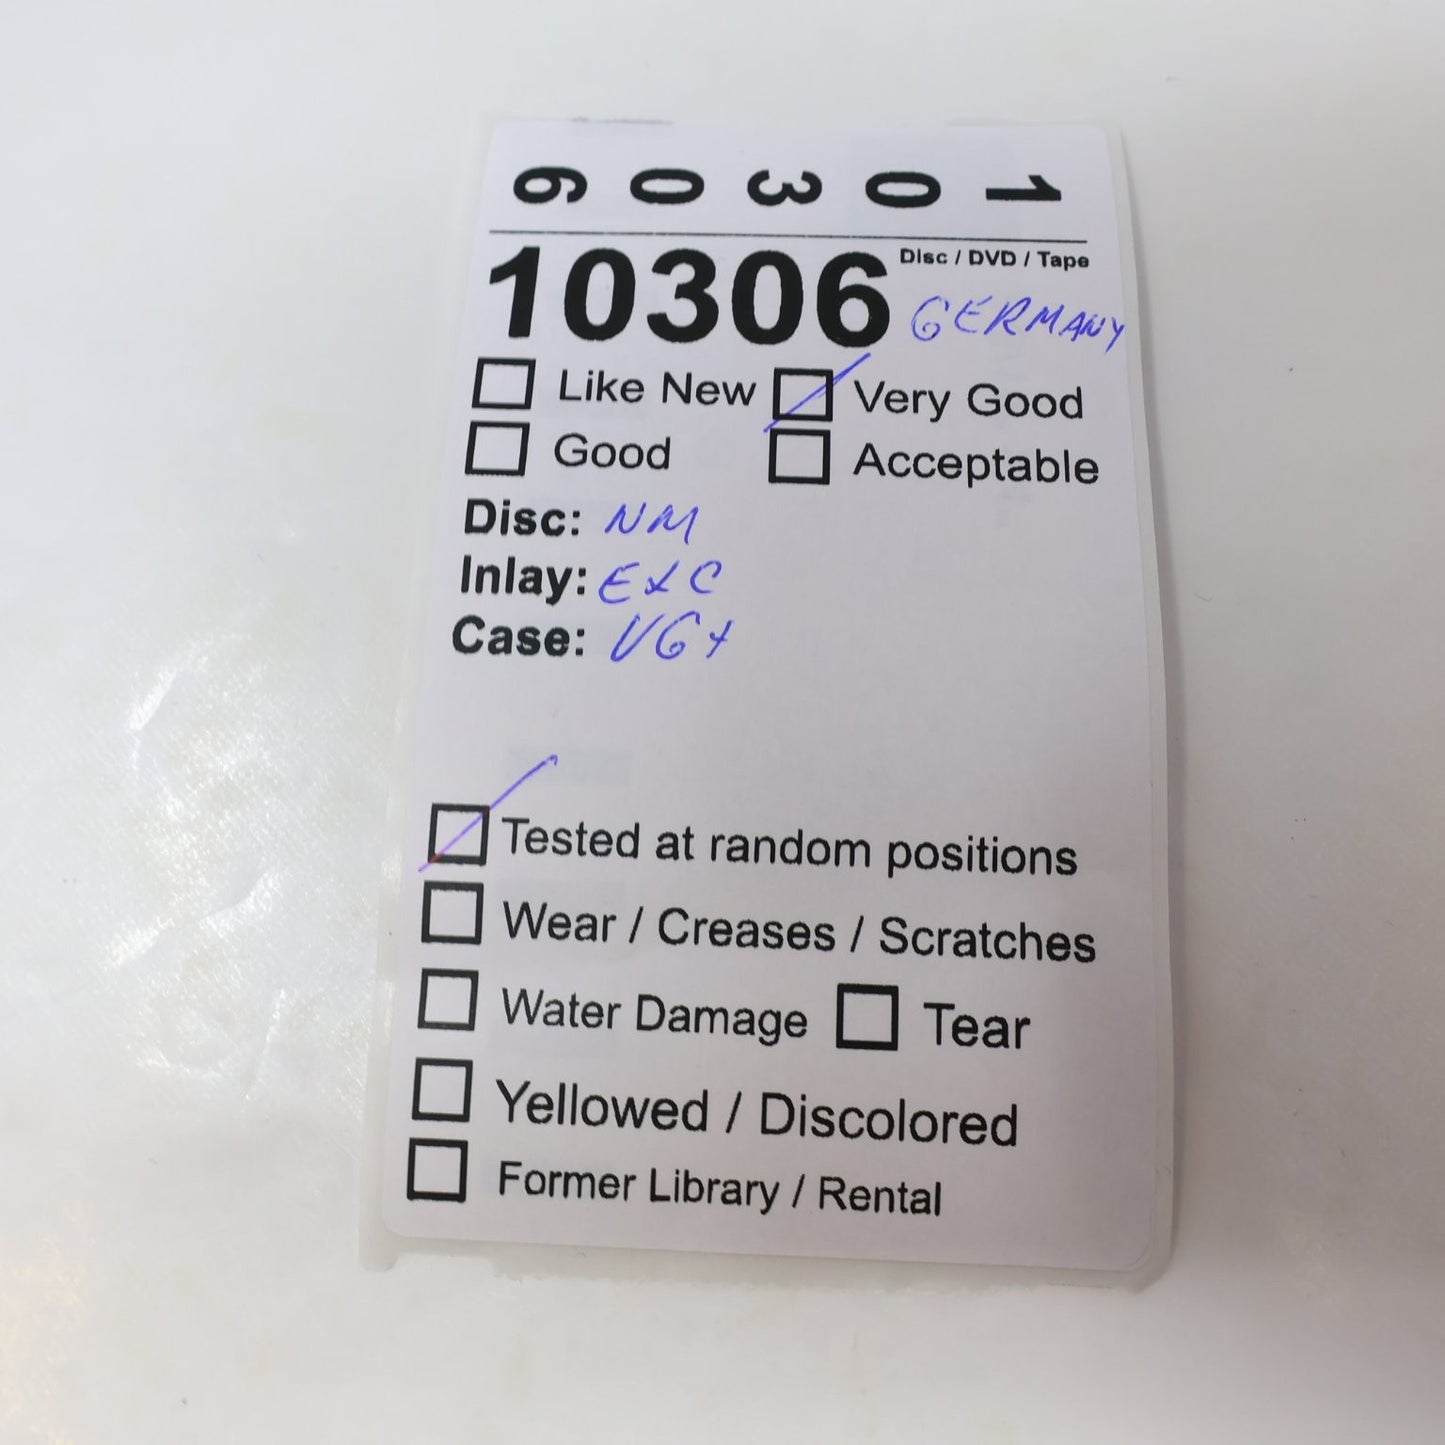 10306
10306 Disc / DVD / Tape
GERMANY
Like New Very Good
Good Acceptable
Disc: NM
Inlay: EXC
Case: VG+
Tested at random positions
Wear / Creases / Scratches
Water Damage Tear
Yellowed / Discolored
Former Library / Rental